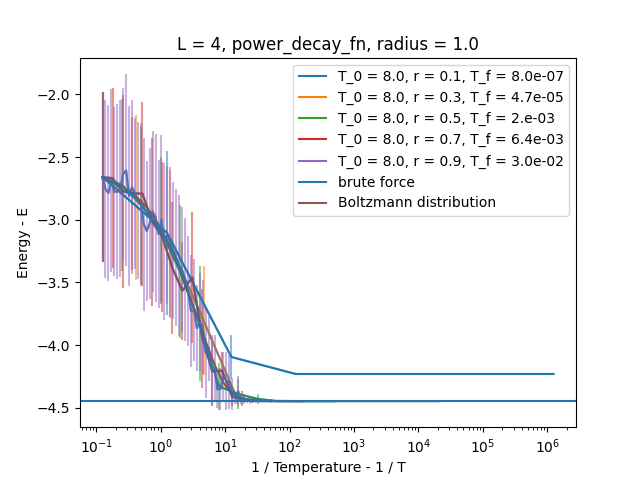 L = 4, power_decay_fn, radius = 1.0
T_0 = 8.0, r = 0.1, T_f = 8.0e-07
T_0 = 8.0, r = 0.3, T_f = 4.7e-05
T_0 = 8.0, r = 0.5, T_f = 2.e-03
T_0 = 8.0, r = 0.7, T_f = 6.4e-03
T_0 = 8.0, r = 0.9, T_f = 3.0e-02
brute force
Boltzmann distribution
Energy - E
−2.0
−2.5
−3.0
−3.5
−4.0
−4.5
10⁻¹ 10⁰ 10¹ 10² 10³ 10⁴ 10⁵ 10⁶
1 / Temperature - 1 / T